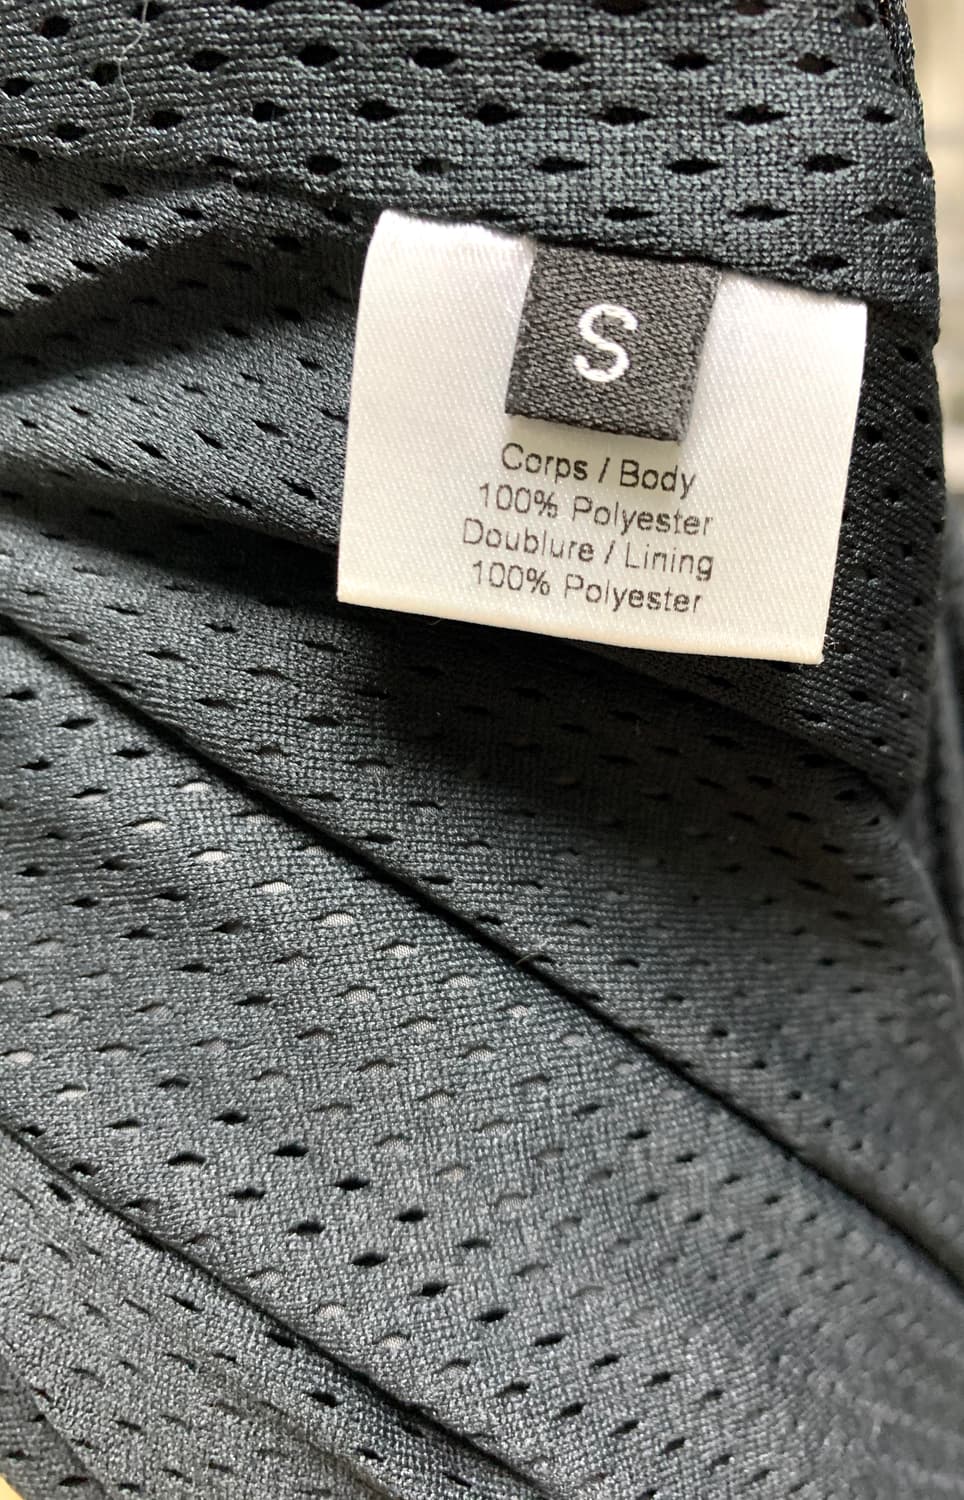 S
Corps / Body
100% Polyester
Doublure / Lining
100% Polyester